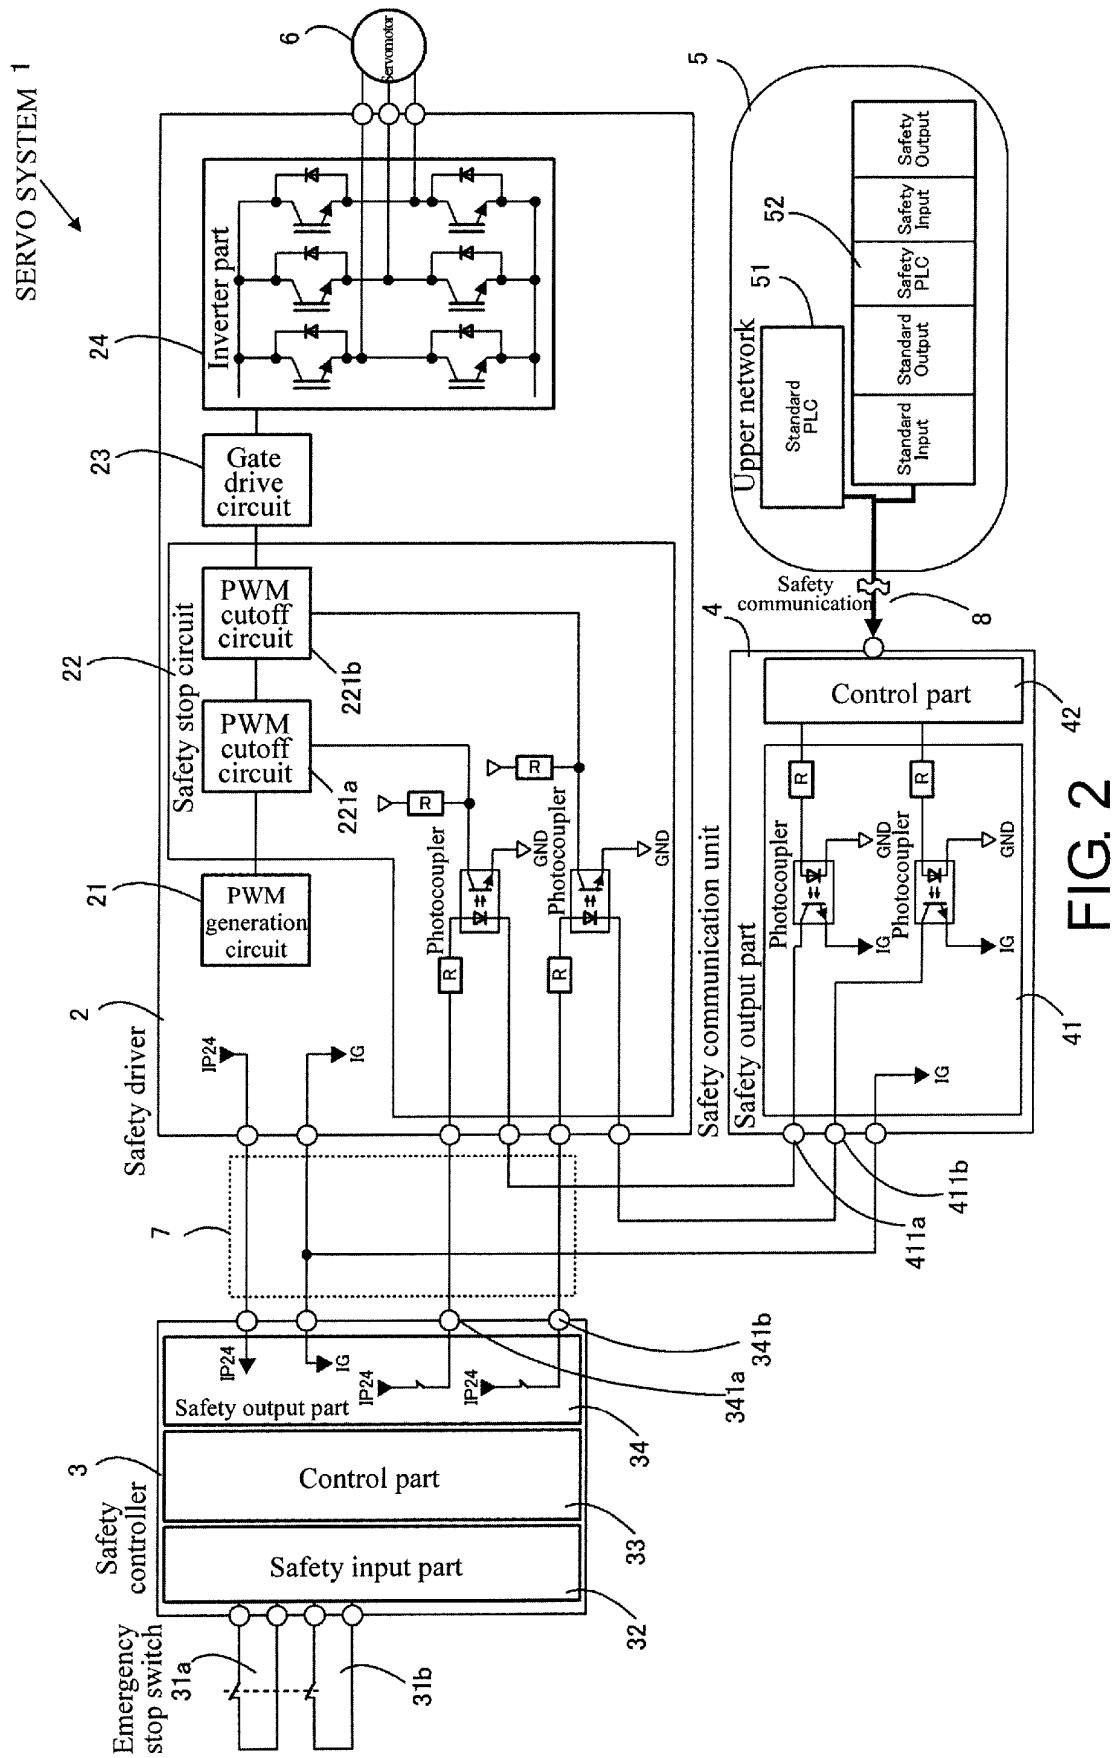 SERVO SYSTEM 1
Emergency
stop switch
31a
31b
Safety
controller
3
Safety input part
32
Control part
33
Safety output part
34
IP24
IG
IP24
IP24
341a
341b
7
Safety driver
2
IP24
IG
21
PWM
generation
circuit
22
Safety stop circuit
PWM
cutoff
circuit
221a
PWM
cutoff
circuit
221b
R
R
R
Photocoupler
GND
R
Photocoupler
GND
23
Gate
drive
circuit
24
Inverter part
6
Servomotor
Safety communication unit
4
Safety output part
41
IG
411a
411b
Photocoupler
IG
GND
R
Photocoupler
IG
GND
R
Control part
42
Safety
communication
8
5
Upper network
51
Standard
PLC
52
Standard
Input
Standard
Output
Safety
PLC
Safety
Input
Safety
Output
FIG. 2